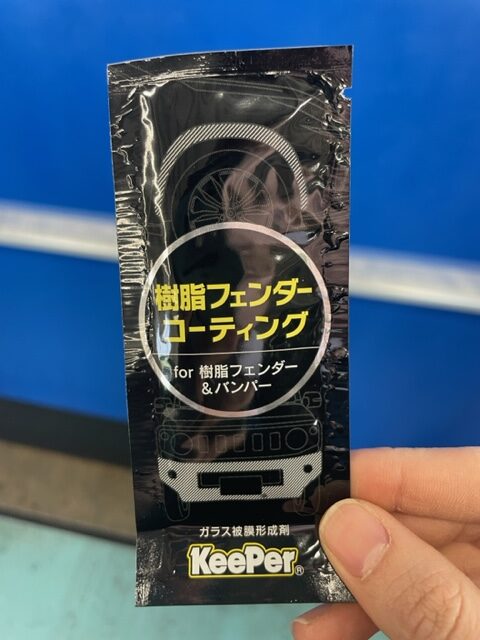 樹脂フェンダー
コーティング
for 樹脂フェンダー
&バンパー
ガラス被膜形成剤
KeePer®